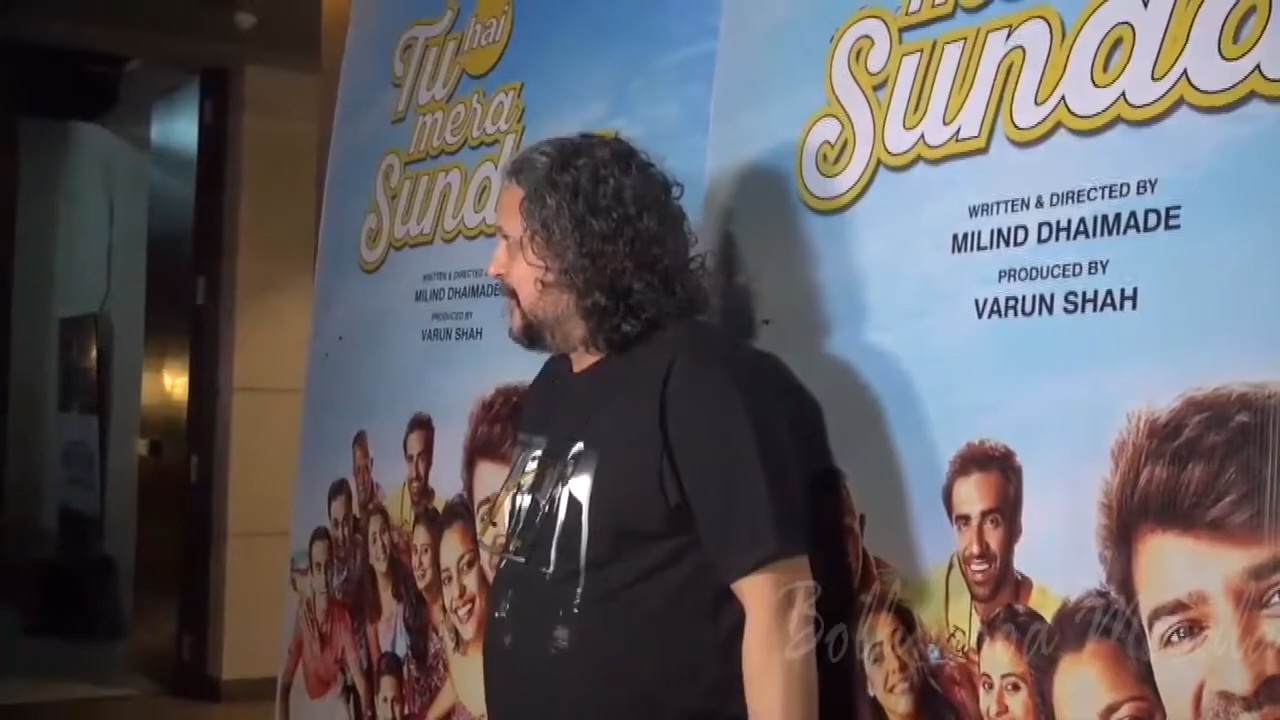 Tu hai
mera
Sund
WRITTEN & DIRECTED B
MILIND DHAIMADE
PRODUCED BY
VARUN SHAH
Sunda
WRITTEN & DIRECTED BY
MILIND DHAIMADE
PRODUCED BY
VARUN SHAH
Bollywood